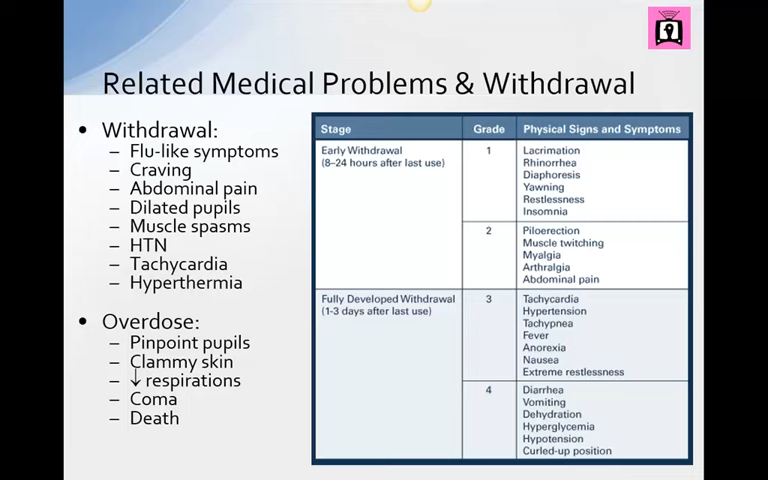 Related Medical Problems & Withdrawal
• Withdrawal:
– Flu-like symptoms
– Craving
– Abdominal pain
– Dilated pupils
– Muscle spasms
– HTN
– Tachycardia
– Hyperthermia
• Overdose:
– Pinpoint pupils
– Clammy skin
– ↓ respirations
– Coma
– Death
Stage Grade Physical Signs and Symptoms
Early Withdrawal 1 Lacrimation
(8–24 hours after last use) Rhinorrhea
Diaphoresis
Yawning
Restlessness
Insomnia
2 Piloerection
Muscle twitching
Myalgia
Arthralgia
Abdominal pain
Fully Developed Withdrawal 3 Tachycardia
(1-3 days after last use) Hypertension
Tachypnea
Fever
Anorexia
Nausea
Extreme restlessness
4 Diarrhea
Vomiting
Dehydration
Hyperglycemia
Hypotension
Curled-up position